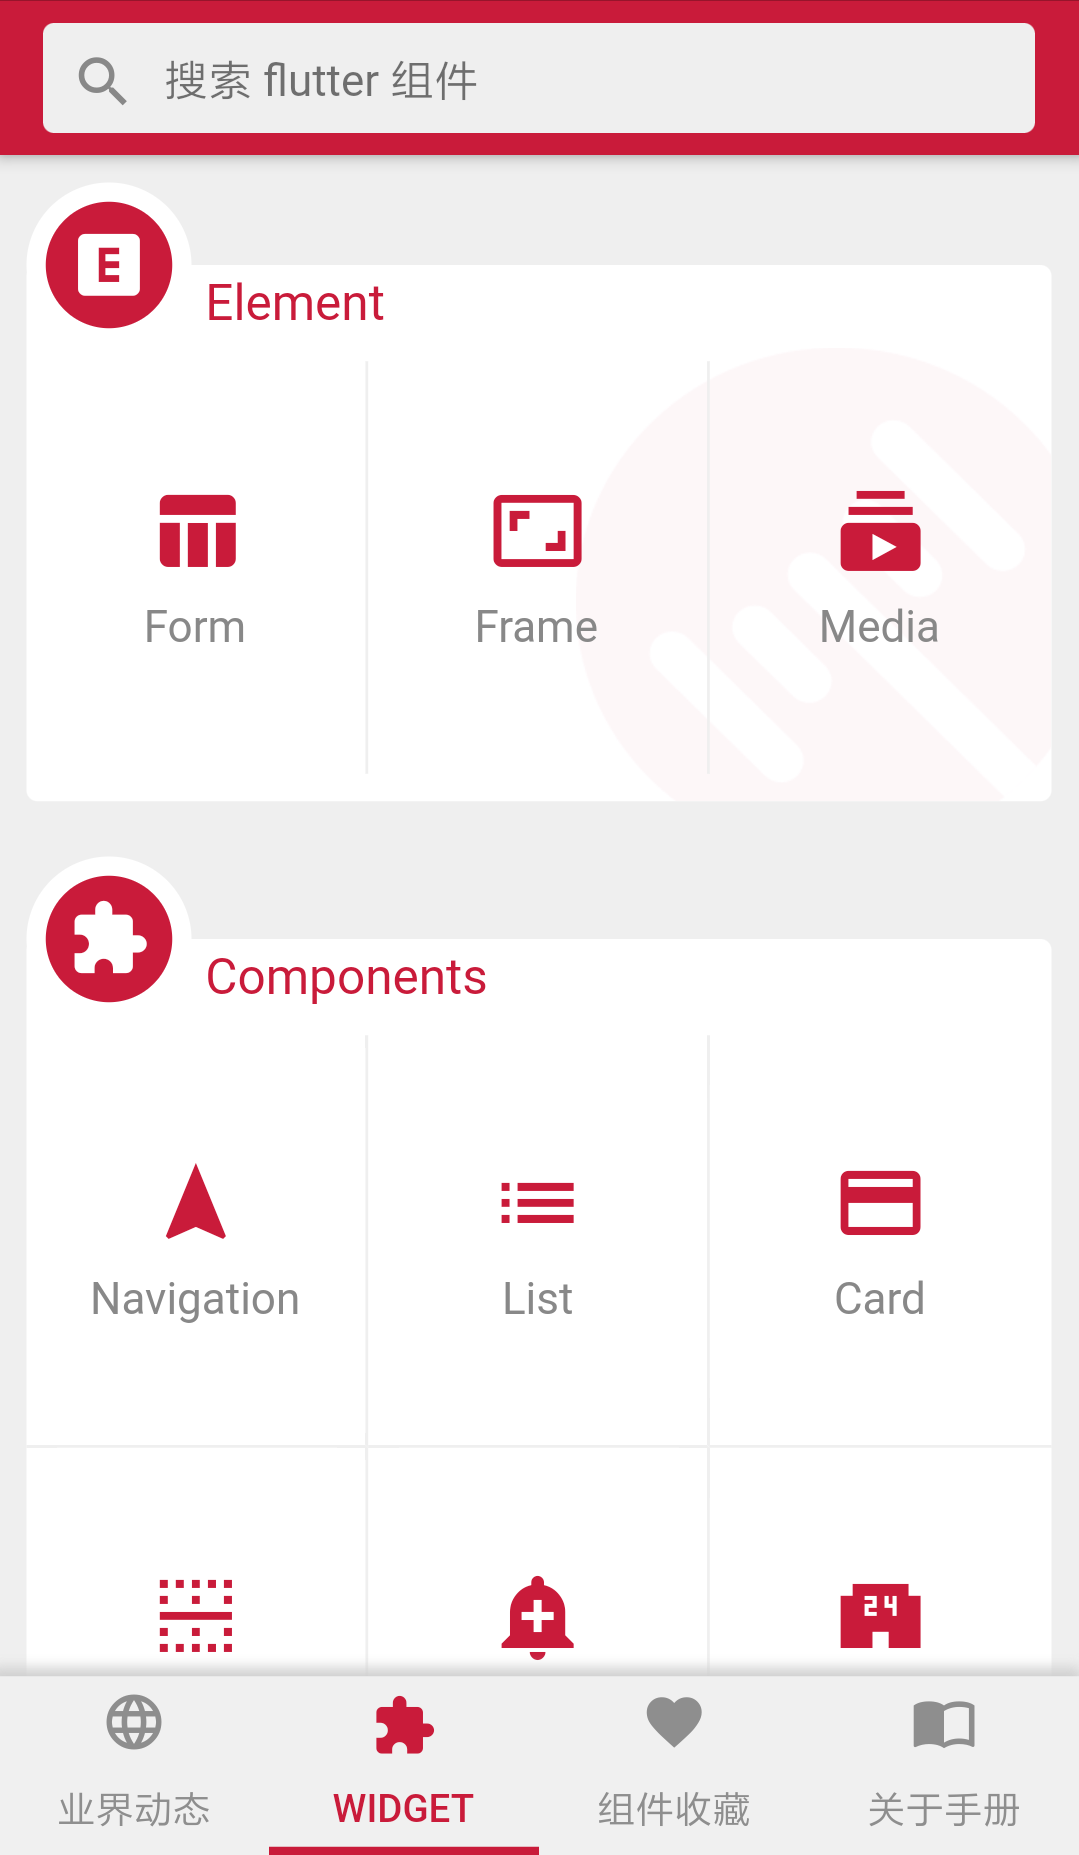 搜索 flutter 组件
E
Element
Form
Frame
Media
Components
Navigation
List
Card
24
业界动态
WIDGET
组件收藏
关于手册